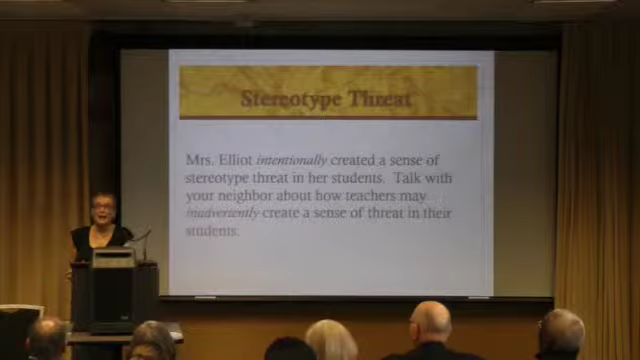 Stereotype Threat
Mrs. Elliot intentionally created a sense of
stereotype threat in her students. Talk with
your neighbor about how teachers may
inadvertently create a sense of threat in their
students.